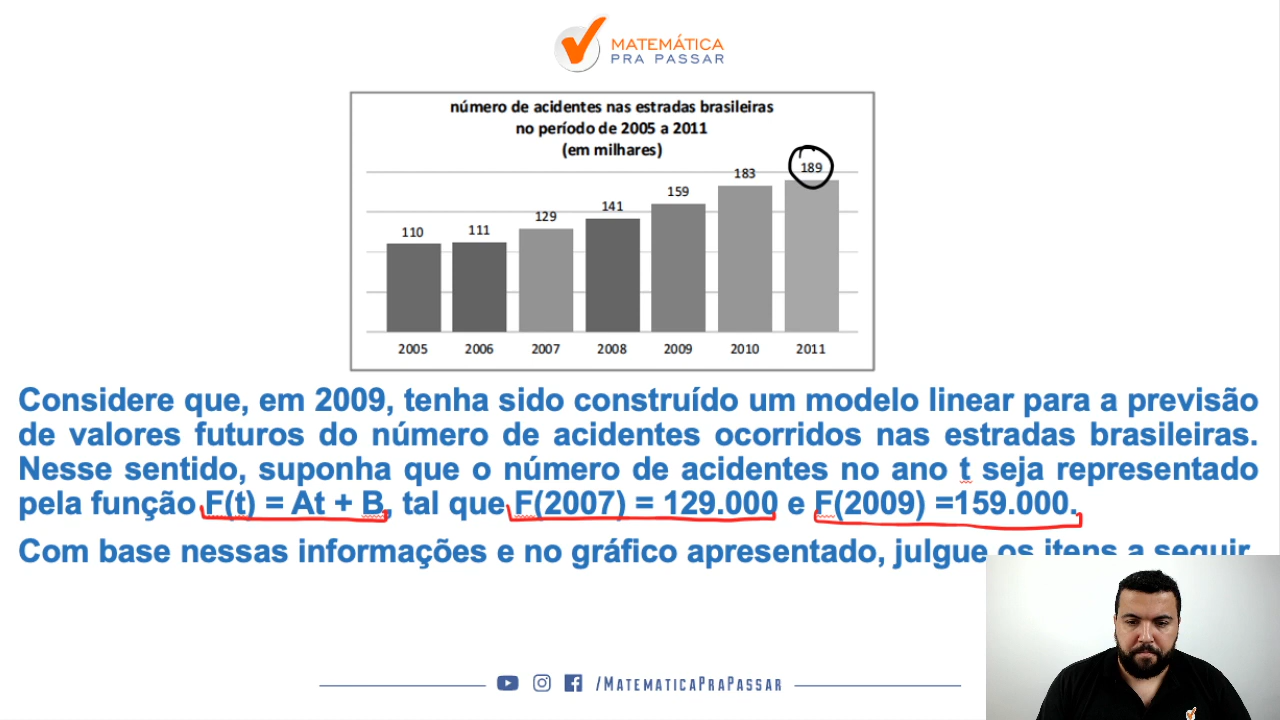 MATEMÁTICA
PRA PASSAR
número de acidentes nas estradas brasileiras
no período de 2005 a 2011
(em milhares)
110 111 129 141 159 183 189
2005 2006 2007 2008 2009 2010 2011
Considere que, em 2009, tenha sido construído um modelo linear para a previsão
de valores futuros do número de acidentes ocorridos nas estradas brasileiras.
Nesse sentido, suponha que o número de acidentes no ano t seja representado
pela função F(t) = At + B, tal que F(2007) = 129.000 e F(2009) =159.000.
Com base nessas informações e no gráfico apresentado, julgue os itens a seguir.
/MATEMATICAPRAPASSAR